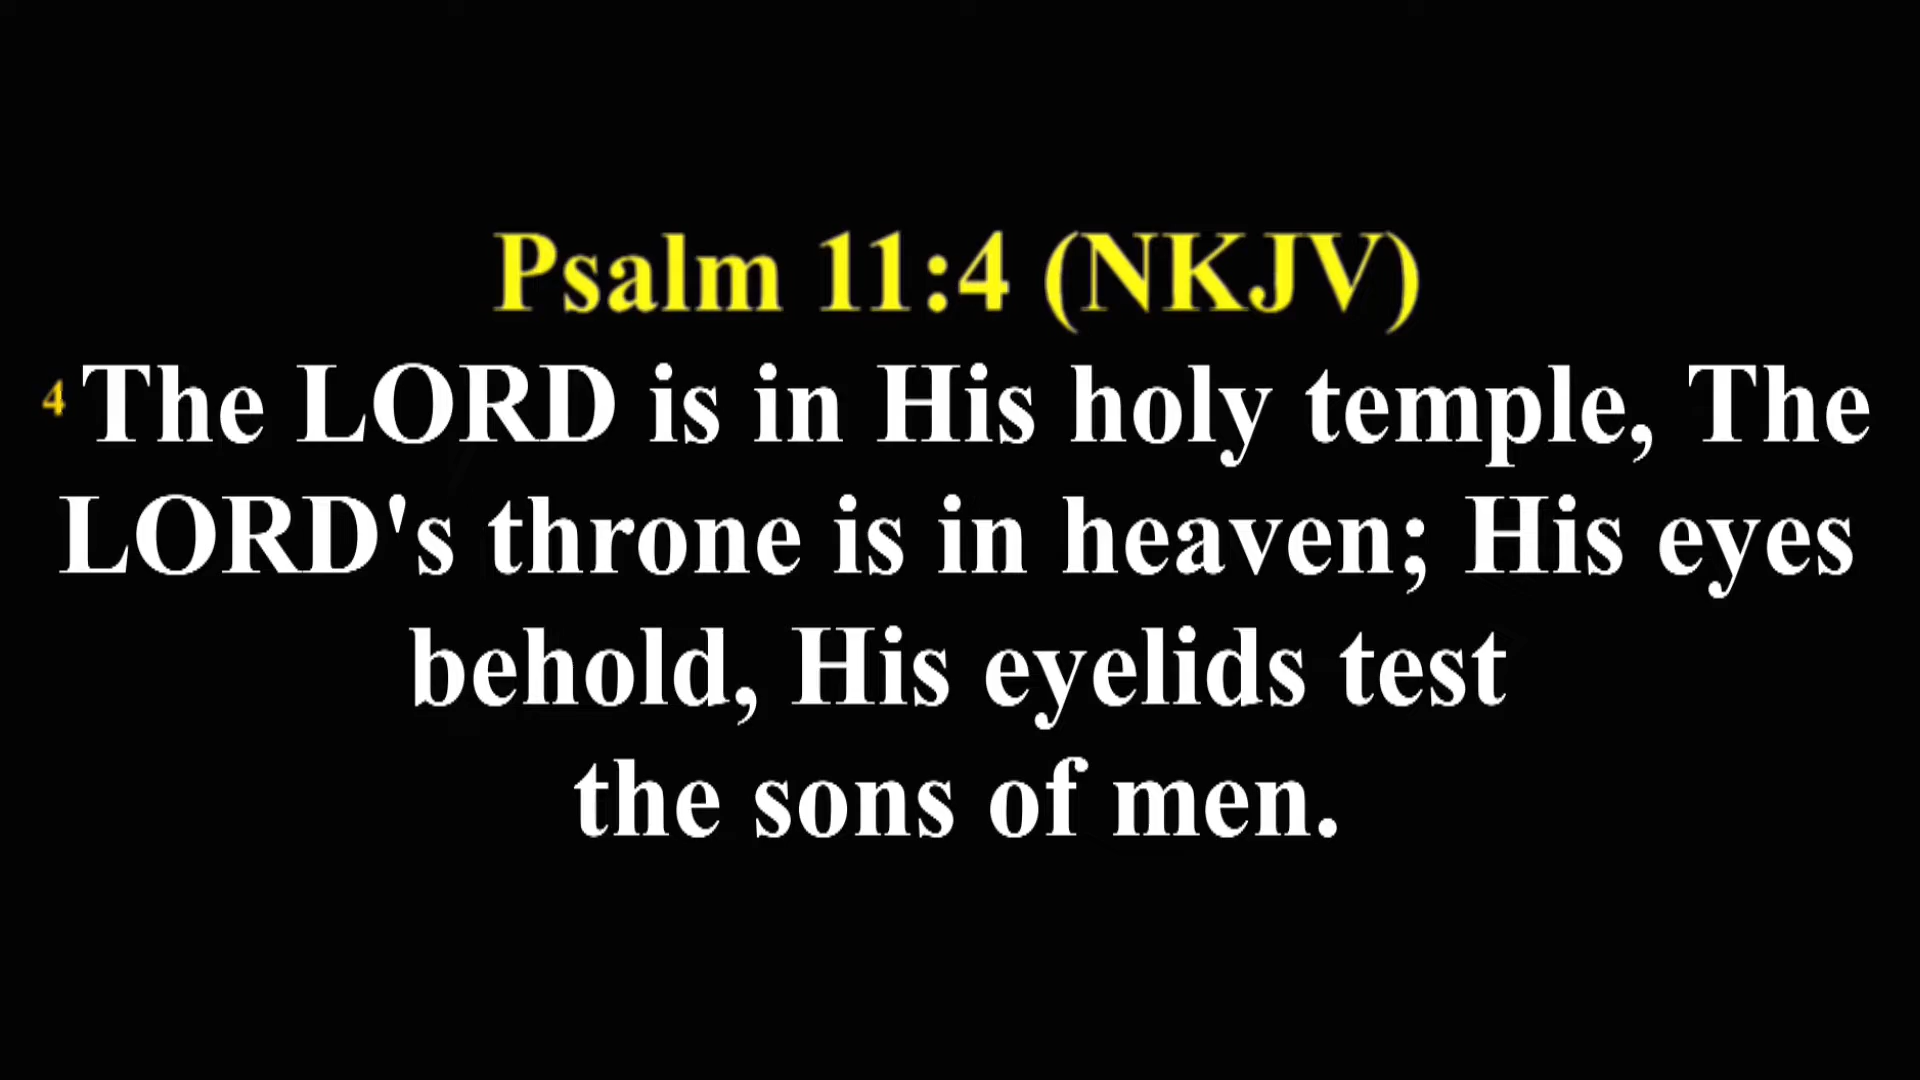 Psalm 11:4 (NKJV)
4 The LORD is in His holy temple, The
LORD's throne is in heaven; His eyes
behold, His eyelids test
the sons of men.